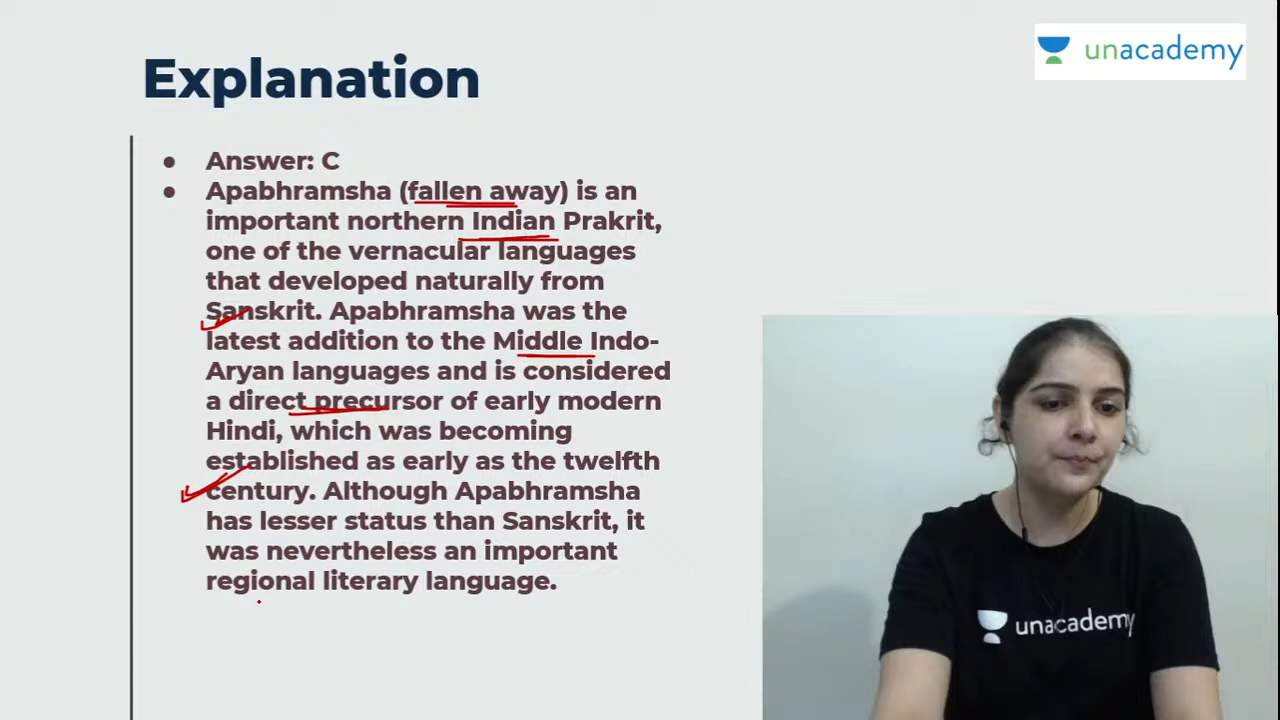 unacademy
Explanation
● Answer: C
● Apabhramsha (fallen away) is an
important northern Indian Prakrit,
one of the vernacular languages
that developed naturally from
Sanskrit. Apabhramsha was the
latest addition to the Middle Indo-
Aryan languages and is considered
a direct precursor of early modern
Hindi, which was becoming
established as early as the twelfth
century. Although Apabhramsha
has lesser status than Sanskrit, it
was nevertheless an important
regional literary language.
unacademy